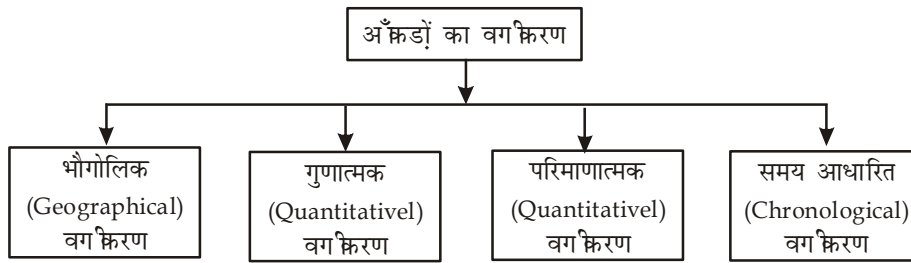 आँकडों का वर्गीकरण
भौगोलिक
(Geographical)
वर्गीकरण
गुणात्मक
(Quantitativel)
वर्गीकरण
परिमाणात्मक
(Quantitativel)
वर्गीकरण
समय आधारित
(Chronological)
वर्गीकरण